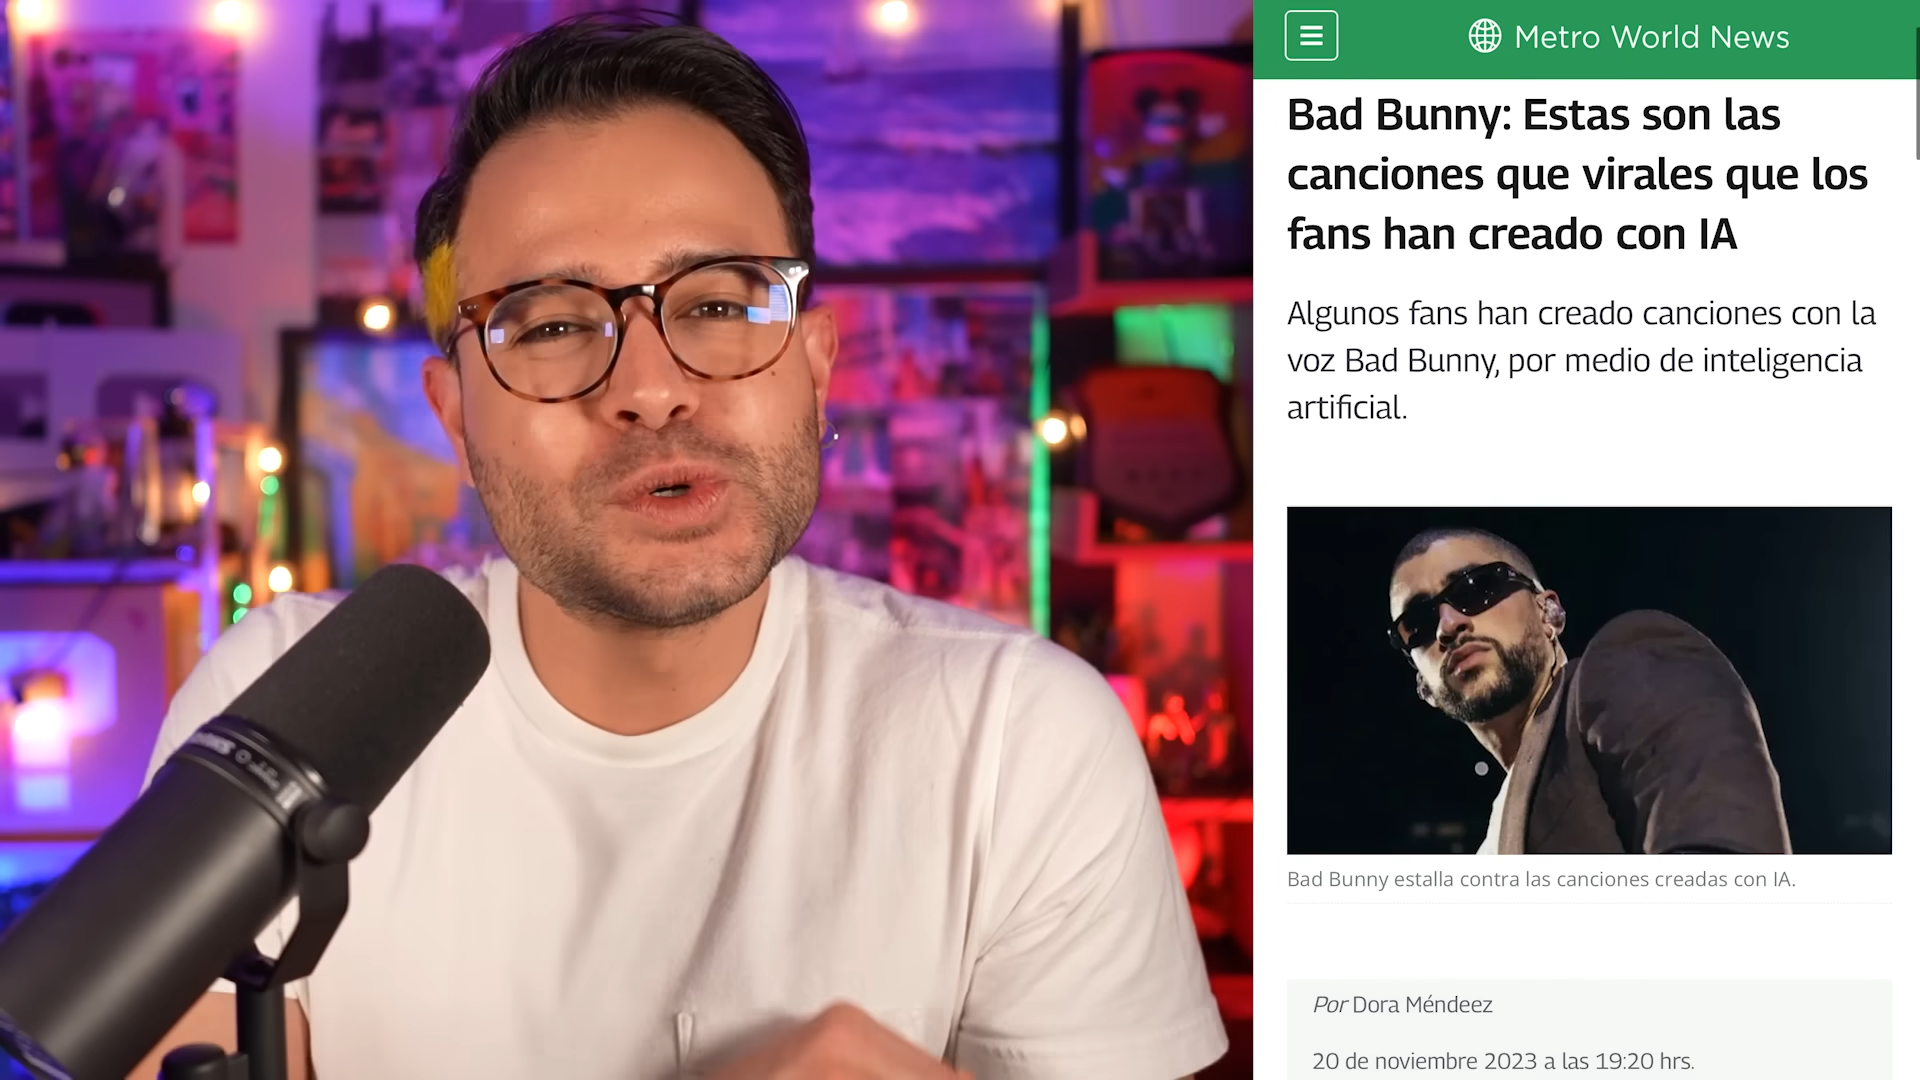 Metro World News
Bad Bunny: Estas son las
canciones que virales que los
fans han creado con IA
Algunos fans han creado canciones con la
voz Bad Bunny, por medio de inteligencia
artificial.
Bad Bunny estalla contra las canciones creadas con IA.
Por Dora Méndeez
20 de noviembre 2023 a las 19:20 hrs.